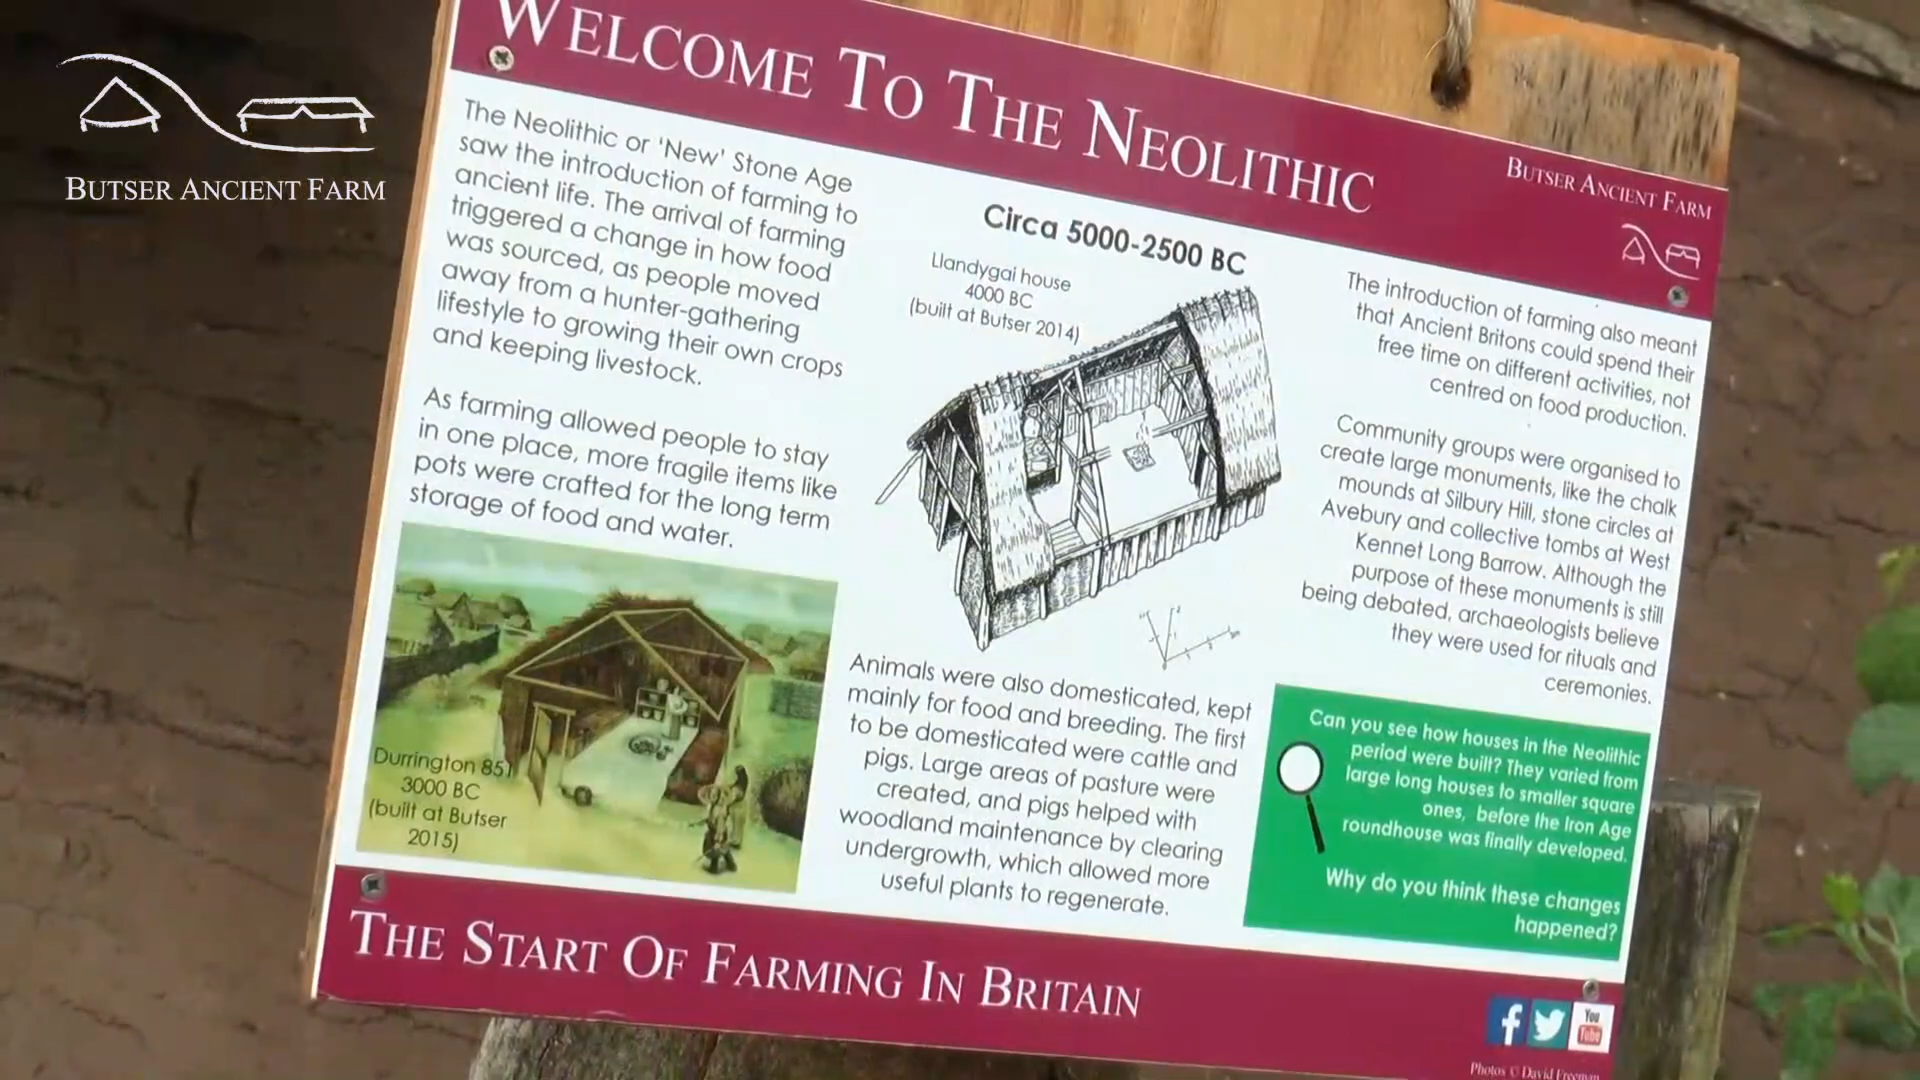 BUTSER ANCIENT FARM
WELCOME TO THE NEOLITHIC
BUTSER ANCIENT FARM
The Neolithic or 'New' Stone Age
saw the introduction of farming to
ancient life. The arrival of farming
triggered a change in how food
was sourced, as people moved
away from a hunter-gathering
lifestyle to growing their own crops
and keeping livestock.
As farming allowed people to stay
in one place, more fragile items like
pots were crafted for the long term
storage of food and water.
Durrington 851
3000 BC
(built at Butser
2015)
Circa 5000-2500 BC
Llandygai house
4000 BC
(built at Butser 2014)
Animals were also domesticated, kept
mainly for food and breeding. The first
to be domesticated were cattle and
pigs. Large areas of pasture were
created, and pigs helped with
woodland maintenance by clearing
undergrowth, which allowed more
useful plants to regenerate.
The introduction of farming also meant
that Ancient Britons could spend their
free time on different activities, not
centred on food production.
Community groups were organised to
create large monuments, like the chalk
mounds at Silbury Hill, stone circles at
Avebury and collective tombs at West
Kennet Long Barrow. Although the
purpose of these monuments is still
being debated, archaeologists believe
they were used for rituals and
ceremonies.
Can you see how houses in the Neolithic
period were built? They varied from
large long houses to smaller square
ones, before the Iron Age
roundhouse was finally developed.
Why do you think these changes
happened?
THE START OF FARMING IN BRITAIN
You
Tube
Photos © David Freeman